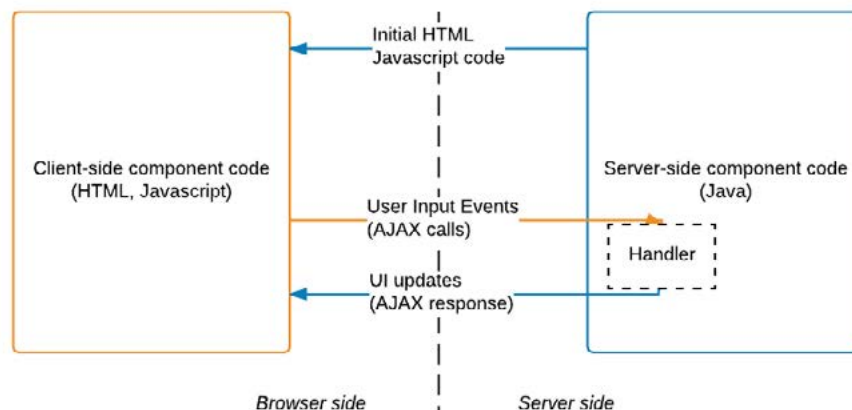 Initial HTML
Javascript code
Client-side component code
(HTML, Javascript)
Server-side component code
(Java)
User Input Events
(AJAX calls)
Handler
UI updates
(AJAX response)
Browser side
Server side